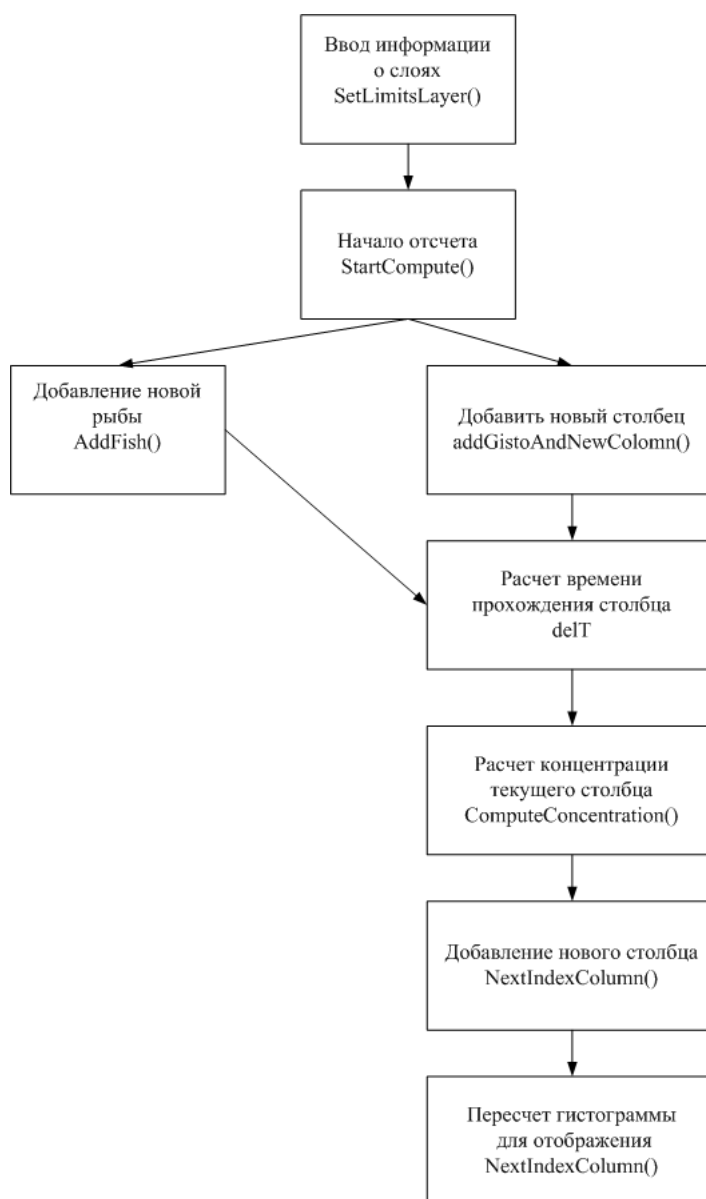 Ввод информации
о слоях
SetLimitsLayer()
Начало отсчета
StartCompute()
Добавление новой
рыбы
AddFish()
Добавить новый столбец
addGistoAndNewColomn()
Расчет времени
прохождения столбца
delT
Расчет концентрации
текущего столбца
ComputeConcentration()
Добавление нового столбца
NextIndexColumn()
Пересчет гистограммы
для отображения
NextIndexColumn()